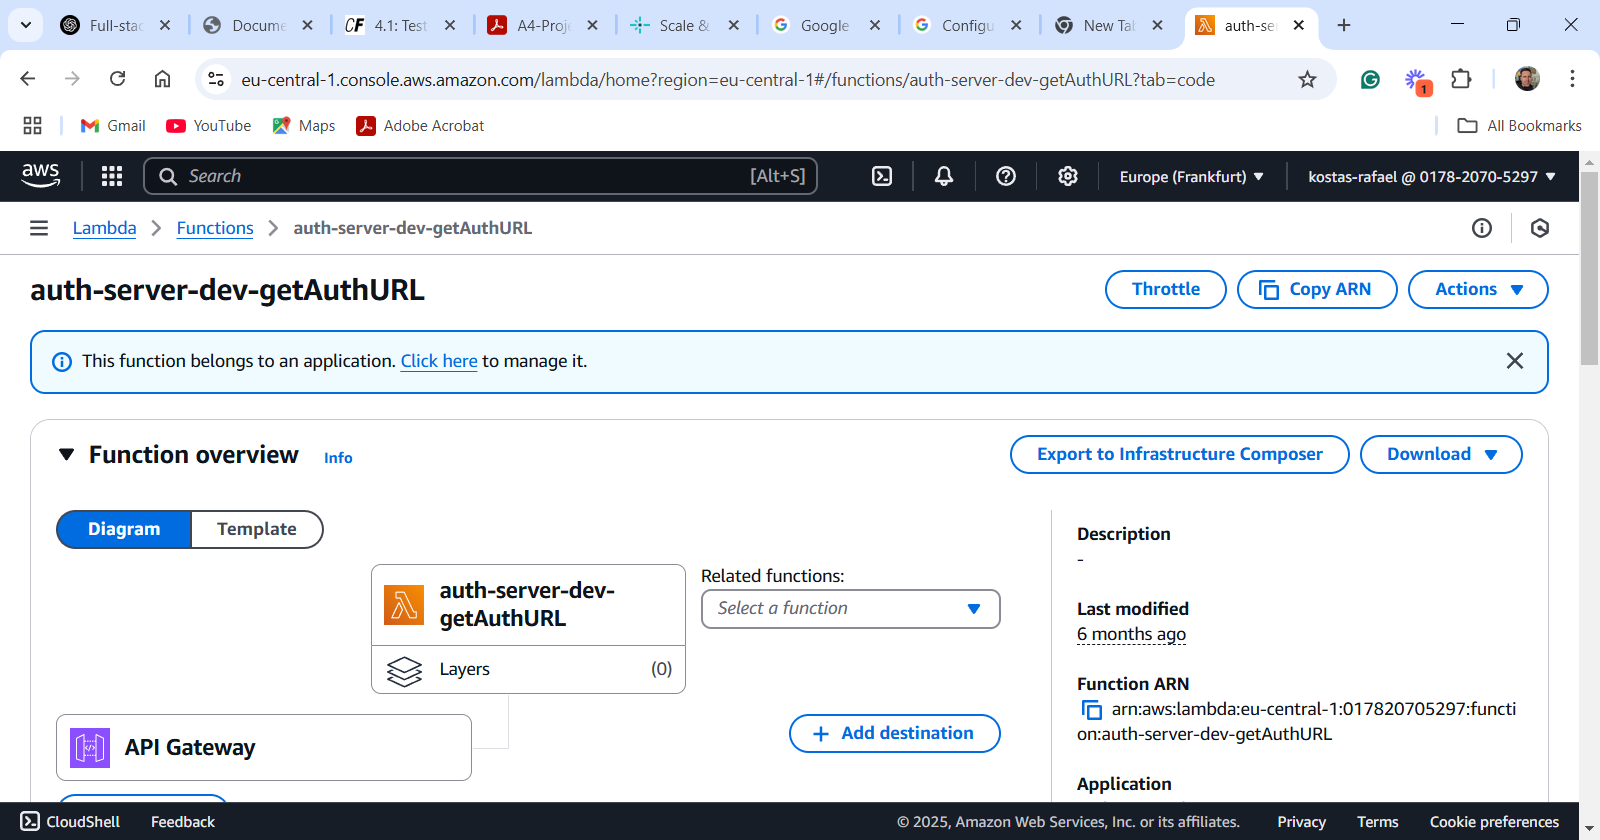 Full-stac
Docume
CF 4.1: Test
A4-Proje
Scale &
Google
Configu
New Tab
auth-se
eu-central-1.console.aws.amazon.com/lambda/home?region=eu-central-1#/functions/auth-server-dev-getAuthURL?tab=code
1
Gmail
YouTube
Maps
Adobe Acrobat
All Bookmarks
aws
Search
[Alt+S]
Europe (Frankfurt)
kostas-rafael @ 0178-2070-5297
Lambda
Functions
auth-server-dev-getAuthURL
auth-server-dev-getAuthURL
Throttle
Copy ARN
Actions
This function belongs to an application. Click here to manage it.
Function overview
Info
Export to Infrastructure Composer
Download
Diagram
Template
auth-server-dev-
getAuthURL
Layers
(0)
Related functions:
Select a function
API Gateway
Add destination
Description
-
Last modified
6 months ago
Function ARN
arn:aws:lambda:eu-central-1:017820705297:functi
on:auth-server-dev-getAuthURL
Application
CloudShell
Feedback
© 2025, Amazon Web Services, Inc. or its affiliates.
Privacy
Terms
Cookie preferences